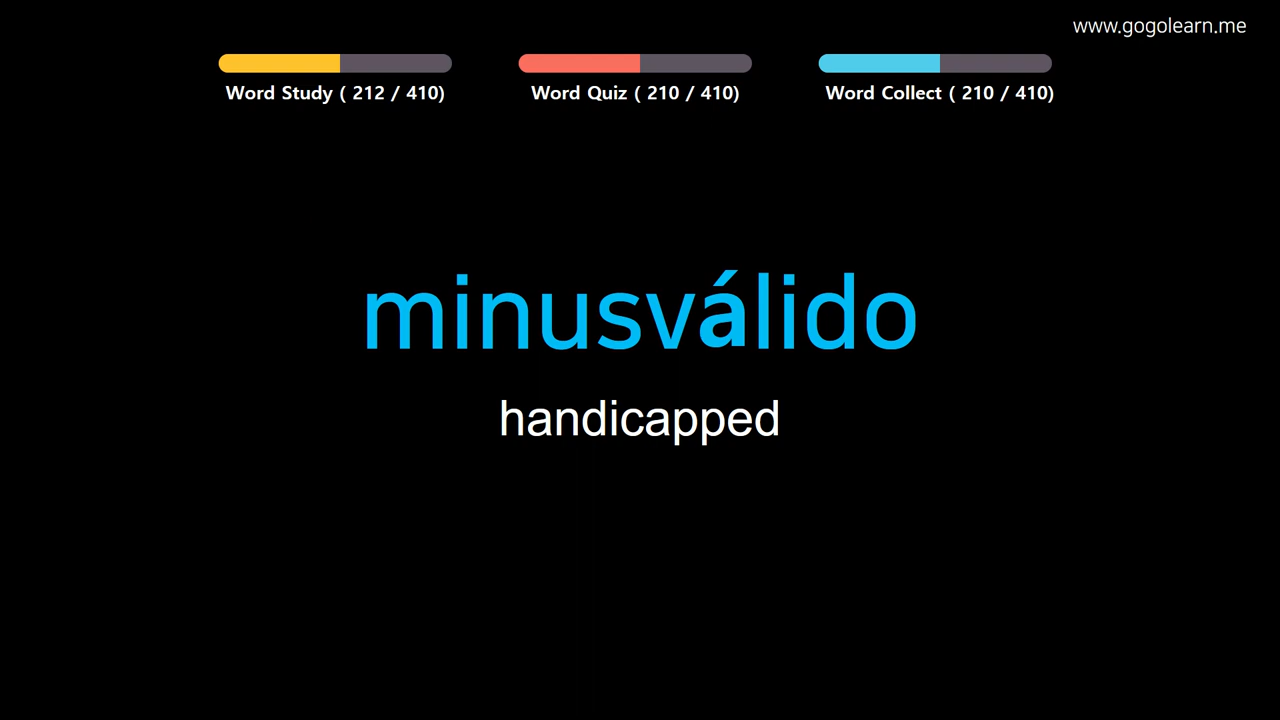 www.gogolearn.me
Word Study ( 212 / 410)
Word Quiz ( 210 / 410)
Word Collect ( 210 / 410)
minusválido
handicapped